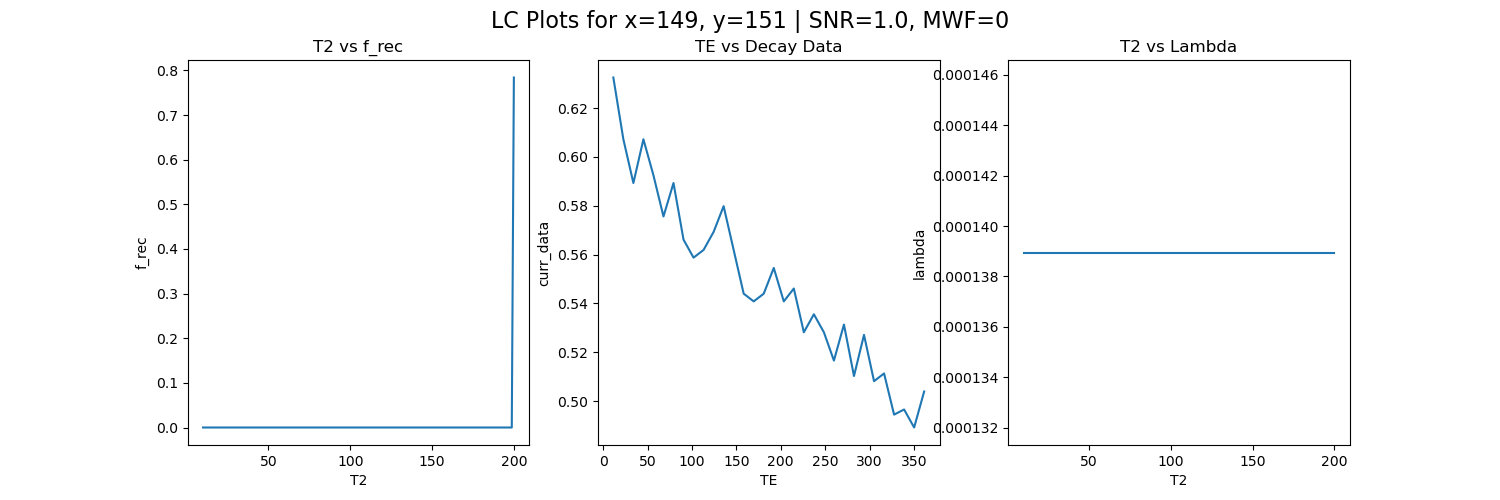 LC Plots for x=149, y=151 | SNR=1.0, MWF=0
T2 vs f_rec
0.8
0.7
0.6
0.5
0.4
0.3
0.2
0.1
0.0
f_rec
50 100 150 200
T2
TE vs Decay Data
0.62
0.60
0.58
0.56
0.54
0.52
0.50
curr_data
0 50 100 150 200 250 300 350
TE
T2 vs Lambda
0.000146
0.000144
0.000142
0.000140
0.000138
0.000136
0.000134
0.000132
lambda
50 100 150 200
T2